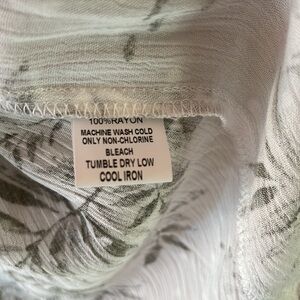 100%RAYON
MACHINE WASH COLD
ONLY NON-CHLORINE
BLEACH
TUMBLE DRY LOW
COOL IRON